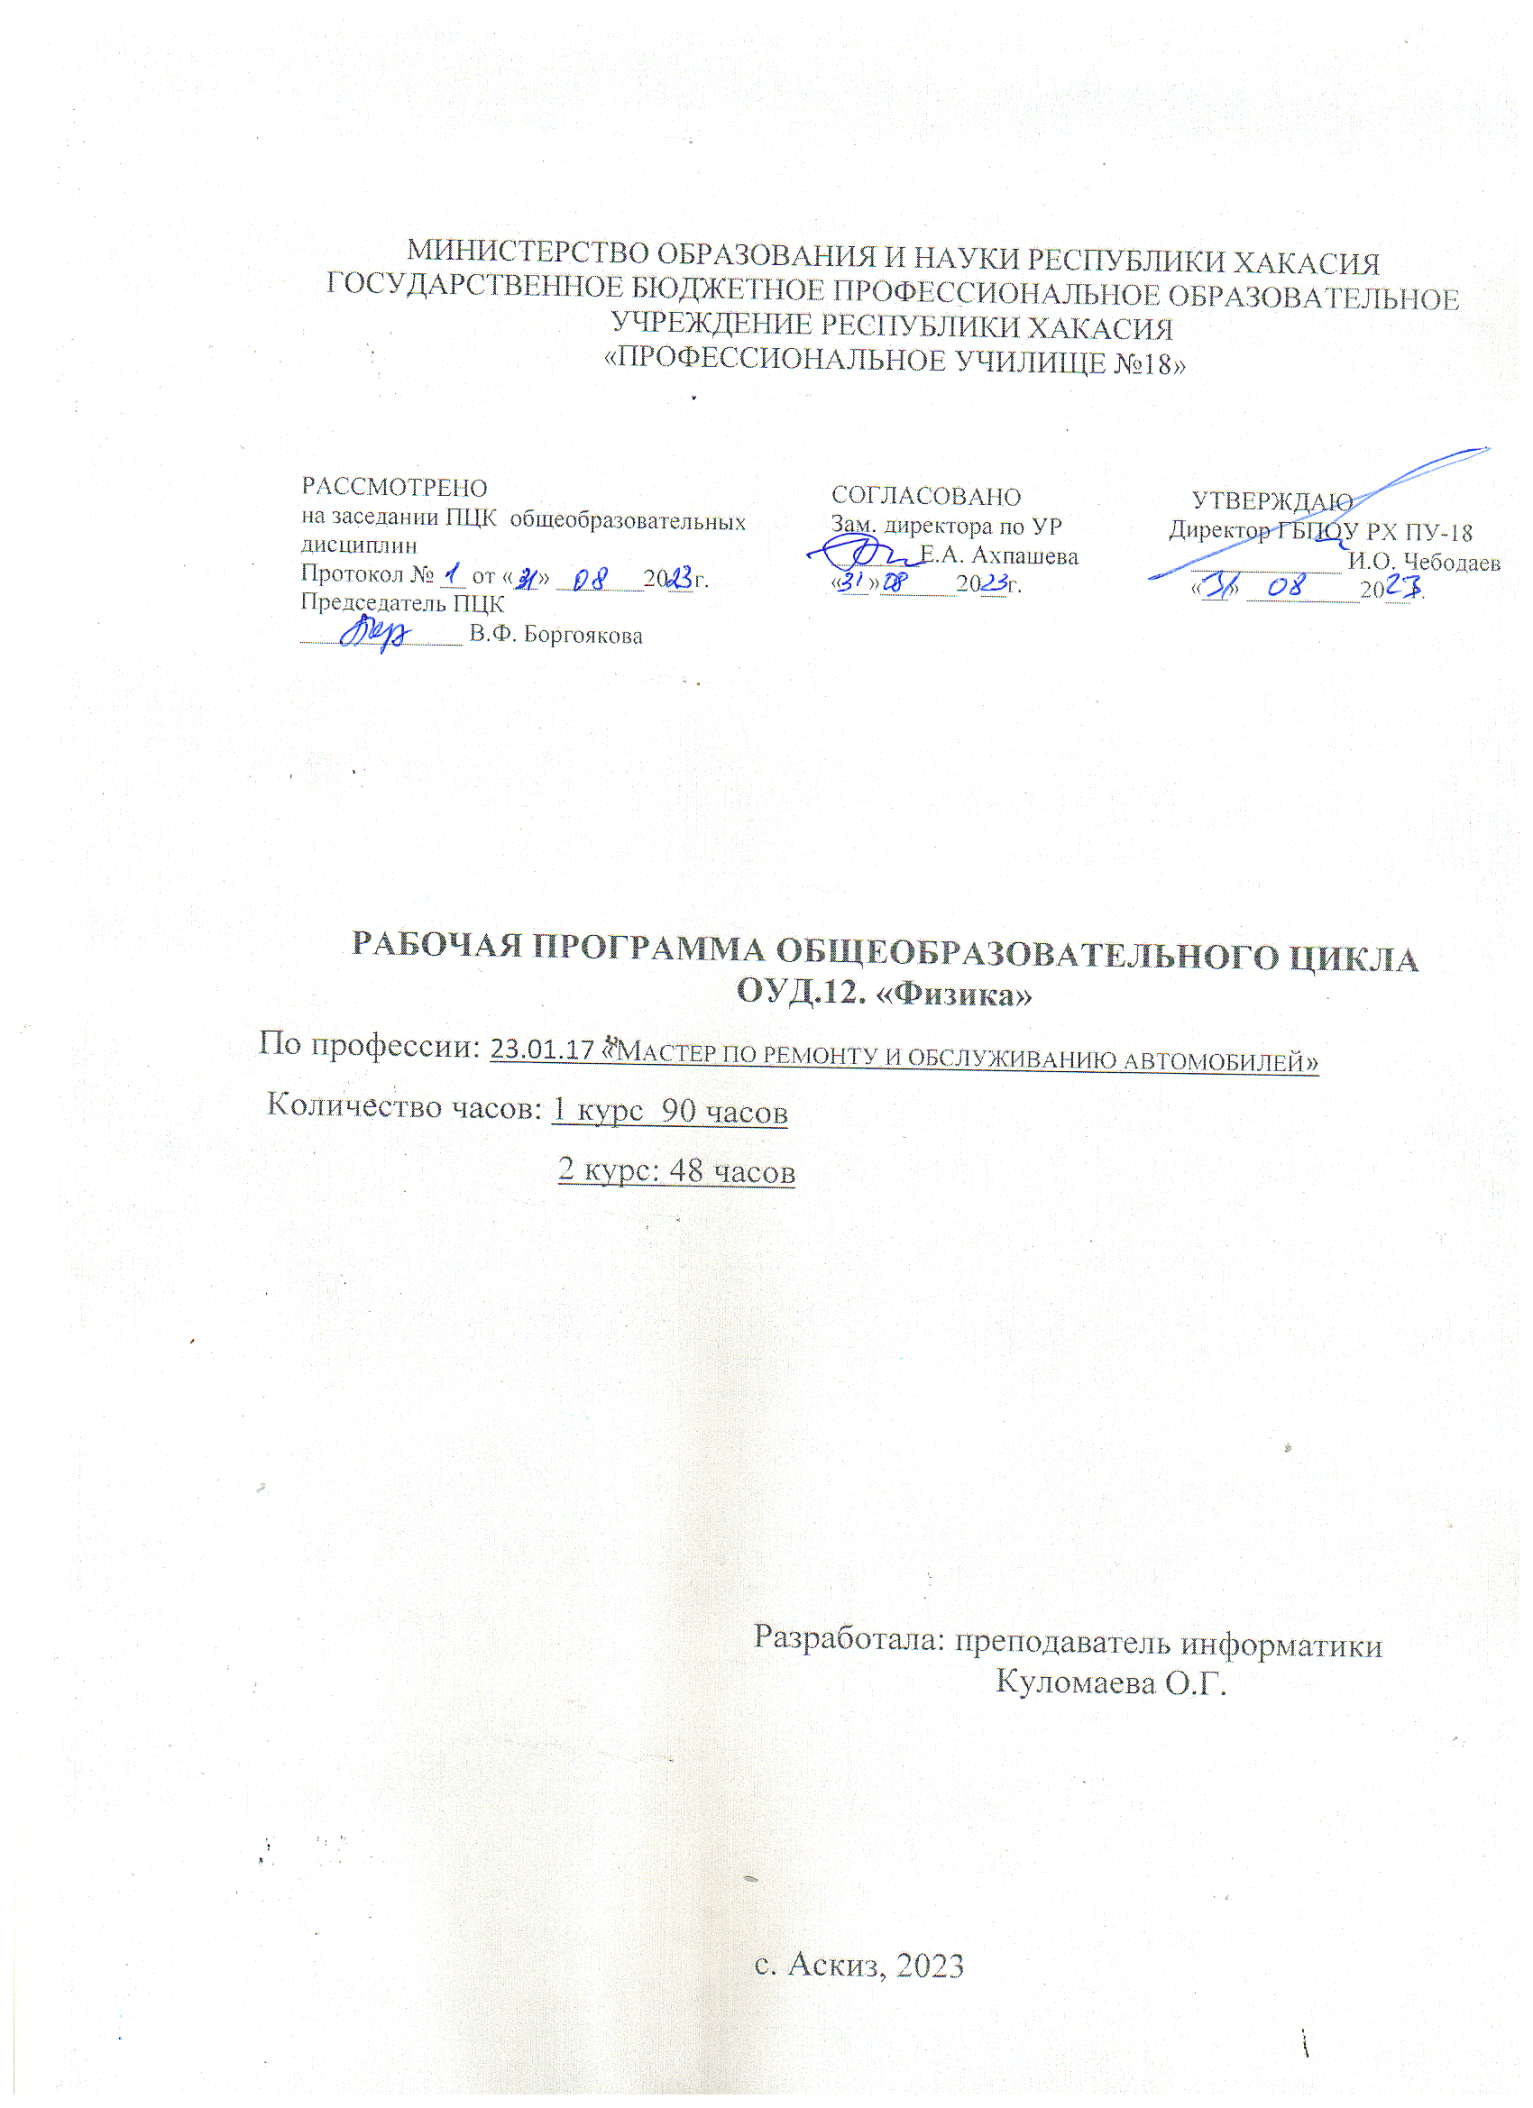 МИНИСТЕРСТВО ОБРАЗОВАНИЯ И НАУКИ РЕСПУБЛИКИ ХАКАСИЯ
ГОСУДАРСТВЕННОЕ БЮДЖЕТНОЕ ПРОФЕССИОНАЛЬНОЕ ОБРАЗОВАТЕЛЬНОЕ
УЧРЕЖДЕНИЕ РЕСПУБЛИКИ ХАКАСИЯ
«ПРОФЕССИОНАЛЬНОЕ УЧИЛИЩЕ №18»
РАССМОТРЕНО
на заседании ПЦК общеобразовательных
дисциплин
Протокол № 1 от «31» 08 2023г.
Председатель ПЦК
В.Ф. Боргоякова
СОГЛАСОВАНО
Зам. директора по УР
Е.А. Ахпашева
«31» 08 2023г.
УТВЕРЖДАЮ
Директор ГБПОУ РХ ПУ-18
И.О. Чебодаев
«31» 08 2023г.
РАБОЧАЯ ПРОГРАММА ОБЩЕОБРАЗОВАТЕЛЬНОГО ЦИКЛА
ОУД.12. «Физика»
По профессии: 23.01.17 «МАСТЕР ПО РЕМОНТУ И ОБСЛУЖИВАНИЮ АВТОМОБИЛЕЙ»
Количество часов: 1 курс 90 часов
2 курс: 48 часов
Разработала: преподаватель информатики
Куломаева О.Г.
с. Аскиз, 2023